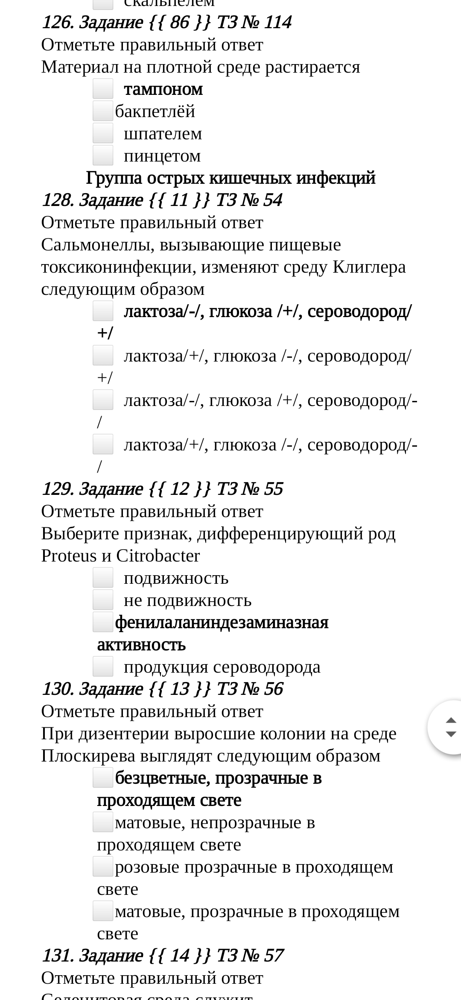 скальпелем
126. Задание {{ 86 }} ТЗ № 114
Отметьте правильный ответ
Материал на плотной среде растирается
тампоном
бакпетлёй
шпателем
пинцетом
Группа острых кишечных инфекций
128. Задание {{ 11 }} ТЗ № 54
Отметьте правильный ответ
Сальмонеллы, вызывающие пищевые
токсиконинфекции, изменяют среду Клиглера
следующим образом
лактоза/-/, глюкоза /+/, сероводород/
+/
лактоза/+/, глюкоза /-/, сероводород/
+/
лактоза/-/, глюкоза /+/, сероводород/-
/
лактоза/+/, глюкоза /-/, сероводород/-
/
129. Задание {{ 12 }} ТЗ № 55
Отметьте правильный ответ
Выберите признак, дифференцирующий род
Proteus и Citrobacter
подвижность
не подвижность
фенилаланиндезаминазная
активность
продукция сероводорода
130. Задание {{ 13 }} ТЗ № 56
Отметьте правильный ответ
При дизентерии выросшие колонии на среде
Плоскирева выглядят следующим образом
безцветные, прозрачные в
проходящем свете
матовые, непрозрачные в
проходящем свете
розовые прозрачные в проходящем
свете
матовые, прозрачные в проходящем
свете
131. Задание {{ 14 }} ТЗ № 57
Отметьте правильный ответ
Селенитовая среда служит